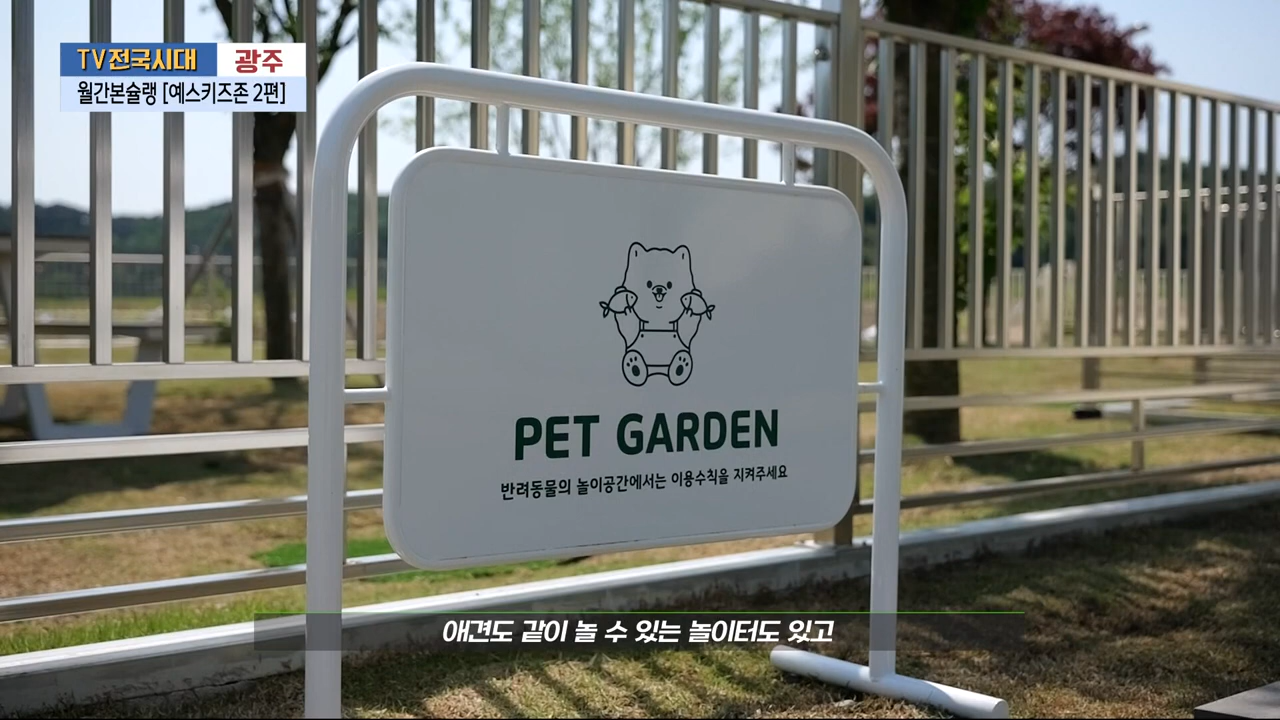 TV전국시대 광주
월간본슐랭 [예스키즈존 2편]
PET GARDEN
반려동물의 놀이공간에서는 이용수칙을 지켜주세요
애견도 같이 놀 수 있는 놀이터도 있고